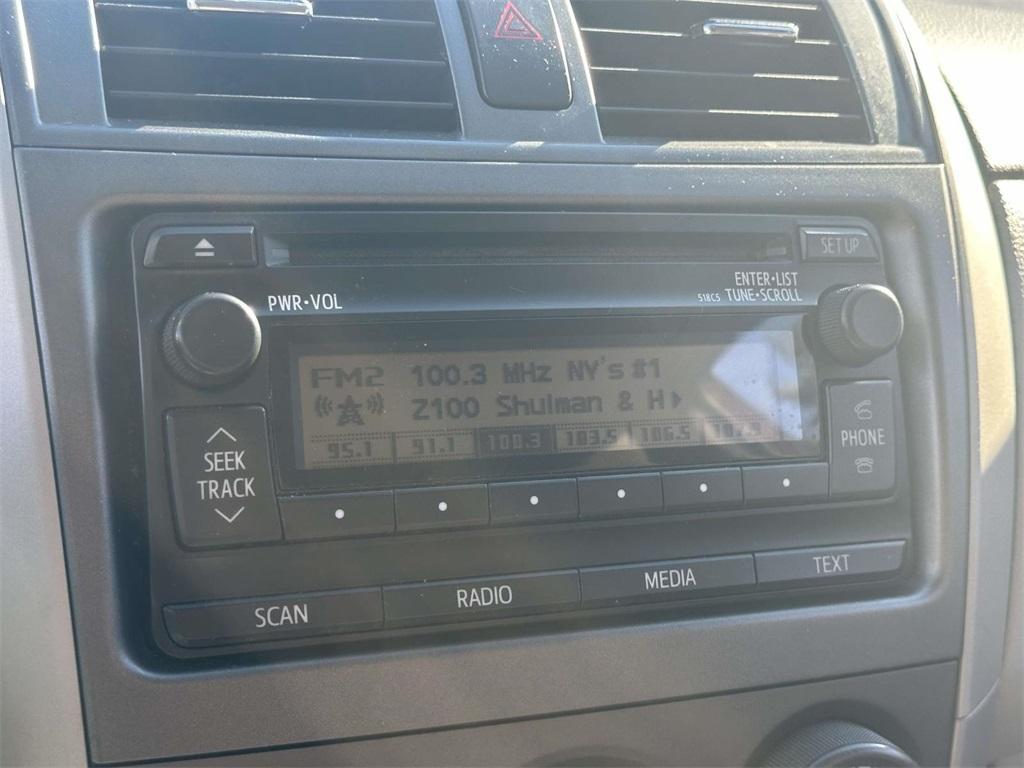 SET UP
ENTER•LIST
PWR•VOL
518C5 TUNE•SCROLL
FM2 100.3 MHz NY's #1
Z100 Shulman & H
95.1 91.1 100.3 103.5 106.5
SEEK
TRACK
PHONE
SCAN RADIO MEDIA TEXT